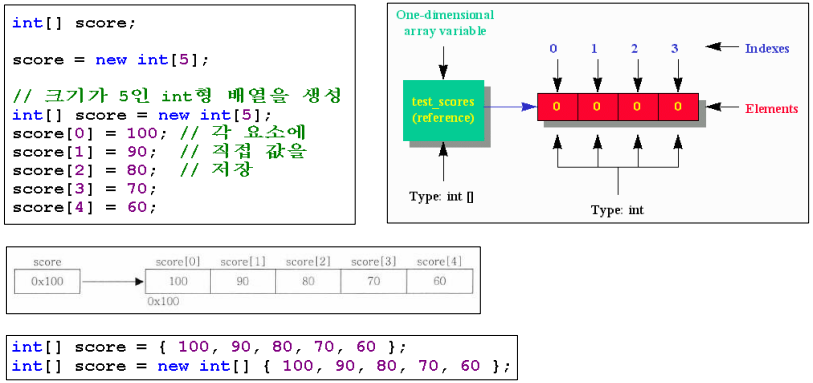 int[] score;
score = new int[5];
// 크기가 5인 int형 배열을 생성
int[] score = new int[5];
score[0] = 100; // 각 요소에
score[1] = 90;  // 직접 값을
score[2] = 80;  // 저장
score[3] = 70;
score[4] = 60;
One-dimensional
array variable
0 1 2 3
Indexes
test_scores
(reference)
0 0 0 0
Elements
Type: int []
Type: int
score score[0] score[1] score[2] score[3] score[4]
0x100 100 90 80 70 60
0x100
int[] score = { 100, 90, 80, 70, 60 };
int[] score = new int[] { 100, 90, 80, 70, 60 };